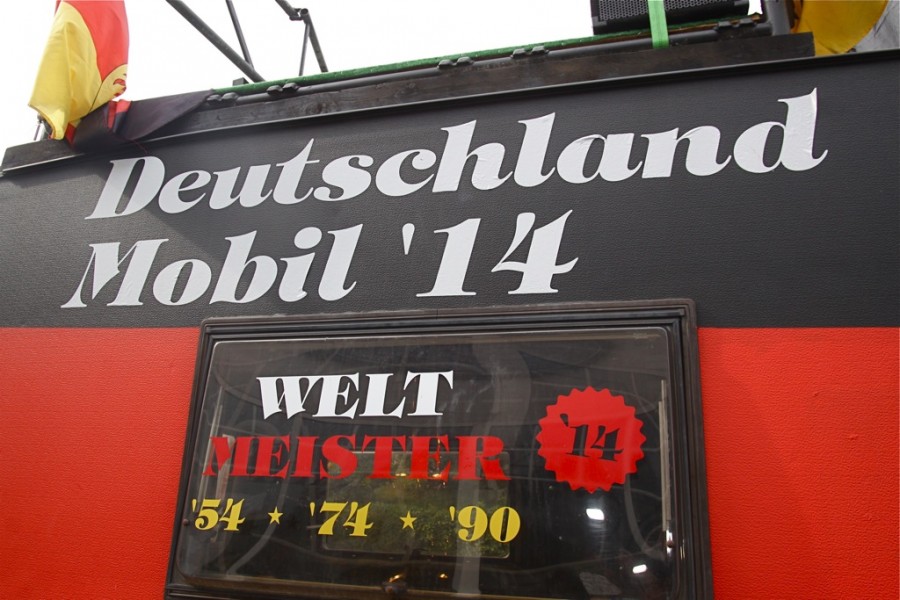 Deutschland
Mobil '14
WELT
MEISTER
'14
'54 ★ '74 ★ '90